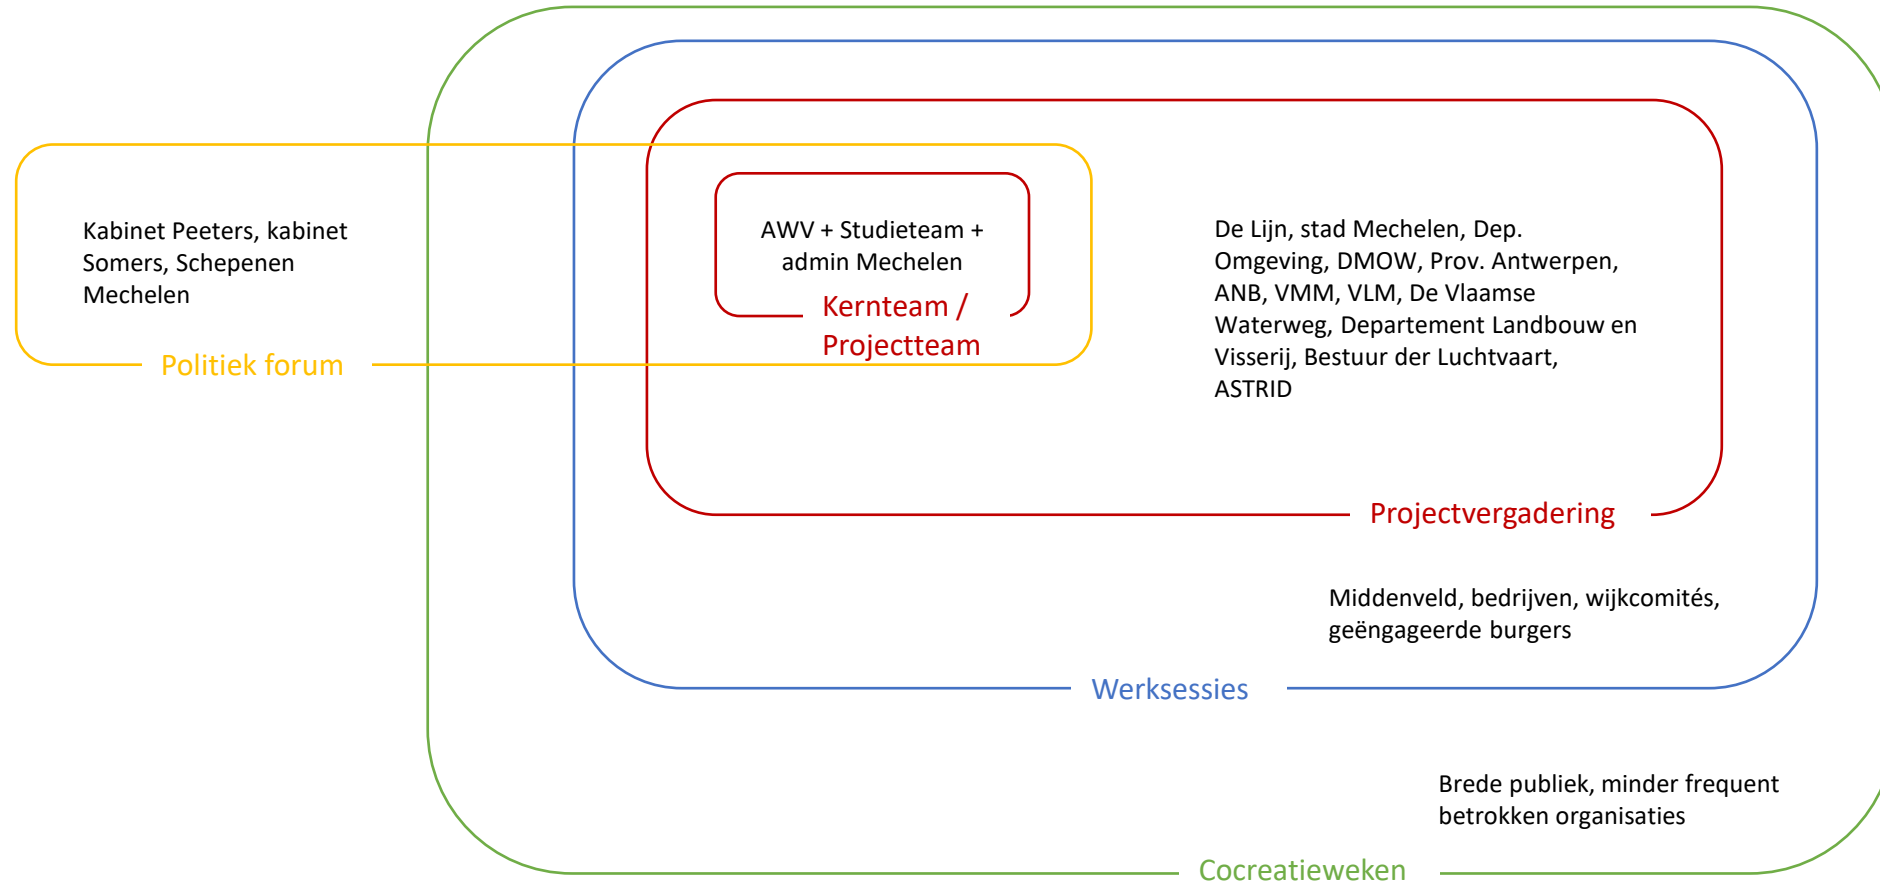 Kabinet Peeters, kabinet
Somers, Schepenen
Mechelen
Politiek forum
AWV + Studieteam +
admin Mechelen
Kernteam /
Projectteam
De Lijn, stad Mechelen, Dep.
Omgeving, DMOW, Prov. Antwerpen,
ANB, VMM, VLM, De Vlaamse
Waterweg, Departement Landbouw en
Visserij, Bestuur der Luchtvaart,
ASTRID
Projectvergadering
Middenveld, bedrijven, wijkcomités,
geëngageerde burgers
Werksessies
Brede publiek, minder frequent
betrokken organisaties
Cocreatieweken